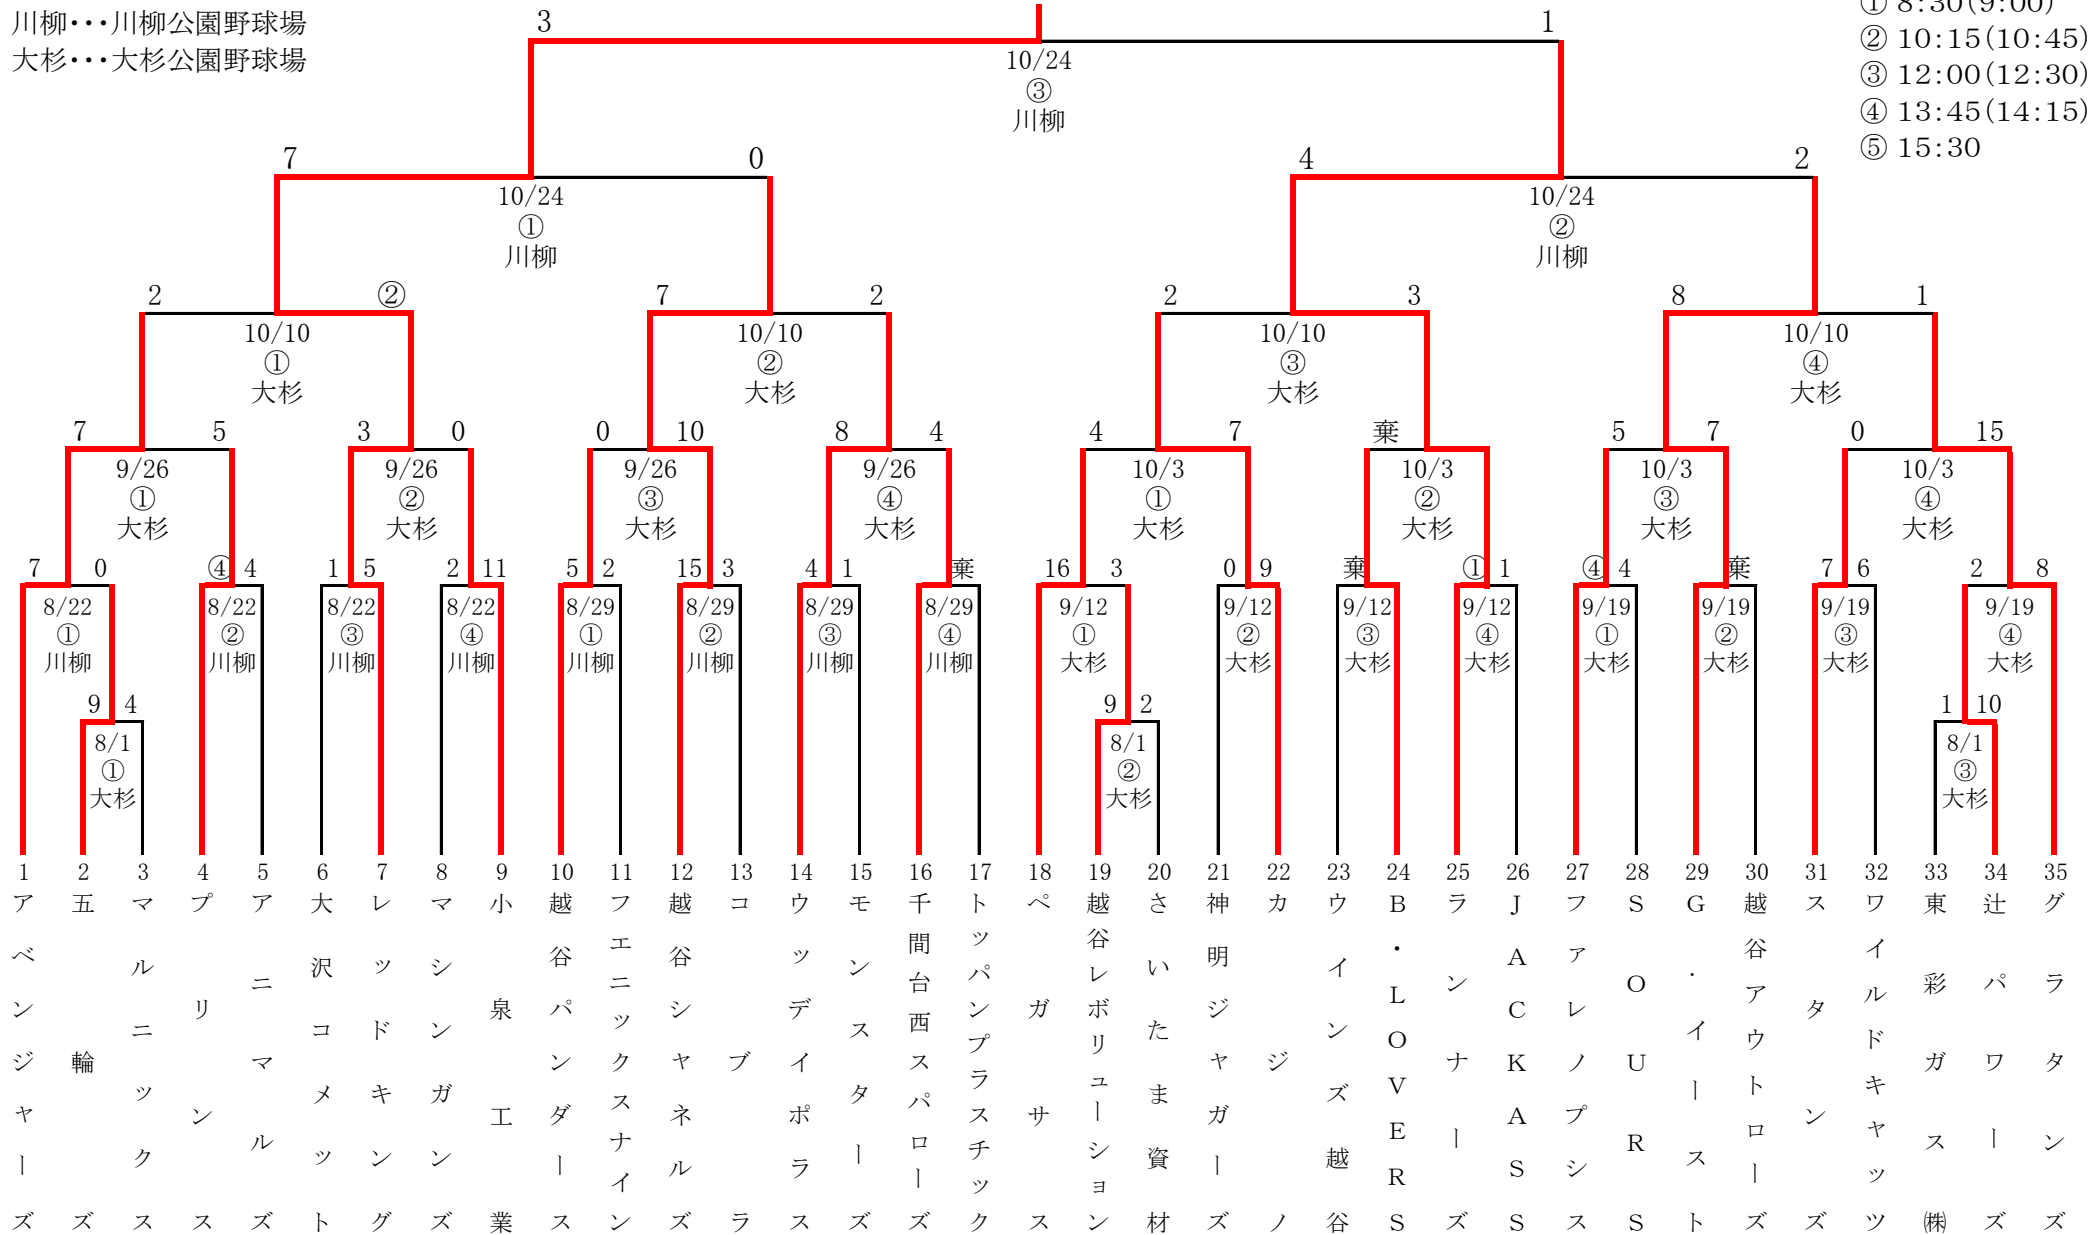 川柳・・・川柳公園野球場
大杉・・・大杉公園野球場
① 8：30（9：00）
② 10：15（10：45）
③ 12：00（12：30）
④ 13：45（14：15）
⑤ 15：30
3 1
10/24
③
川柳
7 0 4 2
10/24 10/24
① ②
川柳 川柳
2 ② 7 2 2 3 8 1
10/10 10/10 10/10 10/10
① ② ③ ④
大杉 大杉 大杉 大杉
7 5 3 0 0 10 8 4 4 7 棄 5 7 0 15
9/26 9/26 9/26 9/26 10/3 10/3 10/3 10/3
① ② ③ ④ ① ② ③ ④
大杉 大杉 大杉 大杉 大杉 大杉 大杉 大杉
7 0 ④ 4 1 5 2 11 5 2 15 3 4 1 棄 16 3 0 9 棄 ① 1 ④ 4 棄 7 6 2 8
8/22 8/22 8/22 8/22 8/29 8/29 8/29 8/29 9/12 9/12 9/12 9/12 9/19 9/19 9/19 9/19
① ② ③ ④ ① ② ③ ④ ① ② ③ ④ ① ② ③ ④
川柳 川柳 川柳 川柳 川柳 川柳 川柳 川柳 大杉 大杉 大杉 大杉 大杉 大杉 大杉 大杉
9 4 9 2 1 10
8/1 8/1 8/1
① ② ③
大杉 大杉 大杉
1 アベンジャーズ
2 五輪ズ
3 マルニックス
4 プリンス
5 アニマルズ
6 大沢コメット
7 レッドキング
8 マシンガンズ
9 小泉工業
10 越谷パンダース
11 フエニックスナイン
12 越谷シャネルズ
13 コブラ
14 ウッディポラス
15 モンスターズ
16 千間台西スパローズ
17 トッパンプラスチック
18 ペガサス
19 越谷レボリューション
20 さいたま資材
21 神明ジャガーズ
22 カジノ
23 ウインズ越谷
24 B・LOVERS
25 ランナーズ
26 JACKASS
27 ファレノプシス
28 SOURS
29 G．イースト
30 越谷アウトローズ
31 スタンズ
32 ワイルドキャッツ
33 東彩ガス㈱
34 辻パワーズ
35 グラタンズ